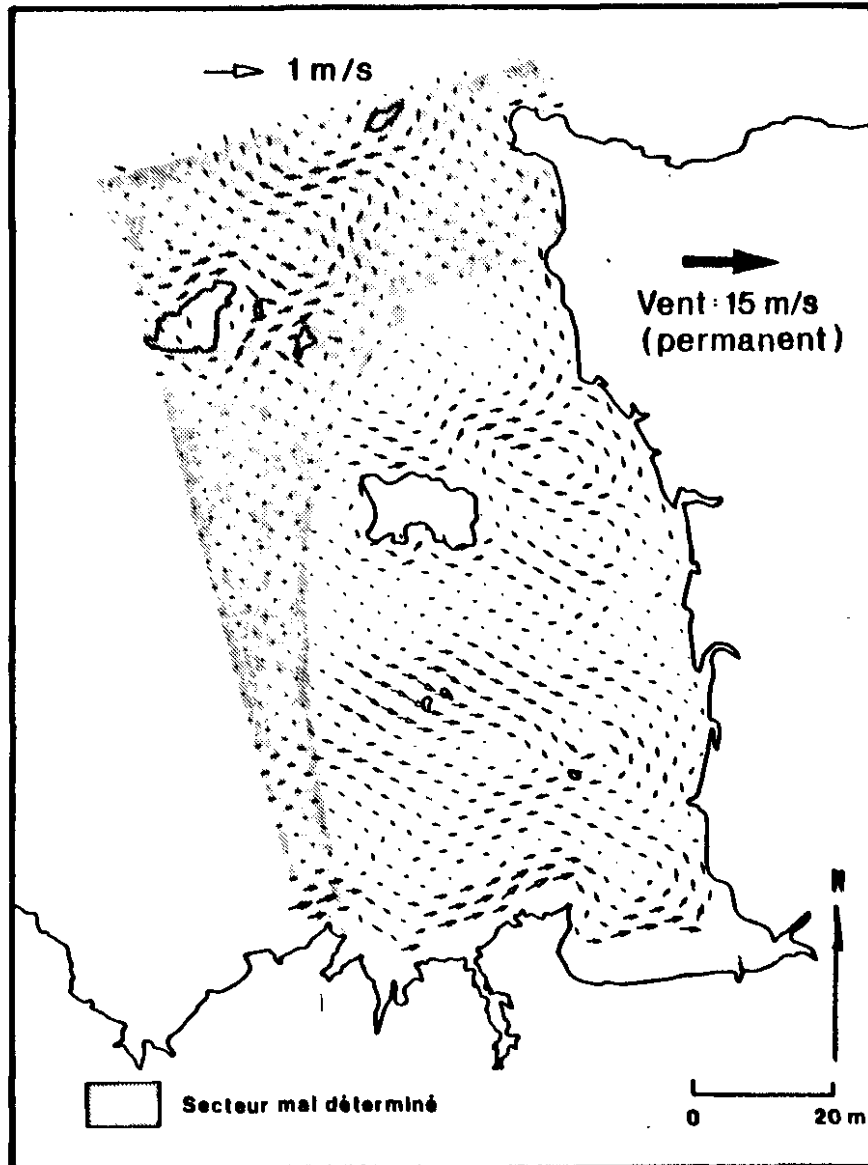 1 m/s
Vent: 15 m/s
(permanent)
N
Secteur mal déterminé
0 20 m